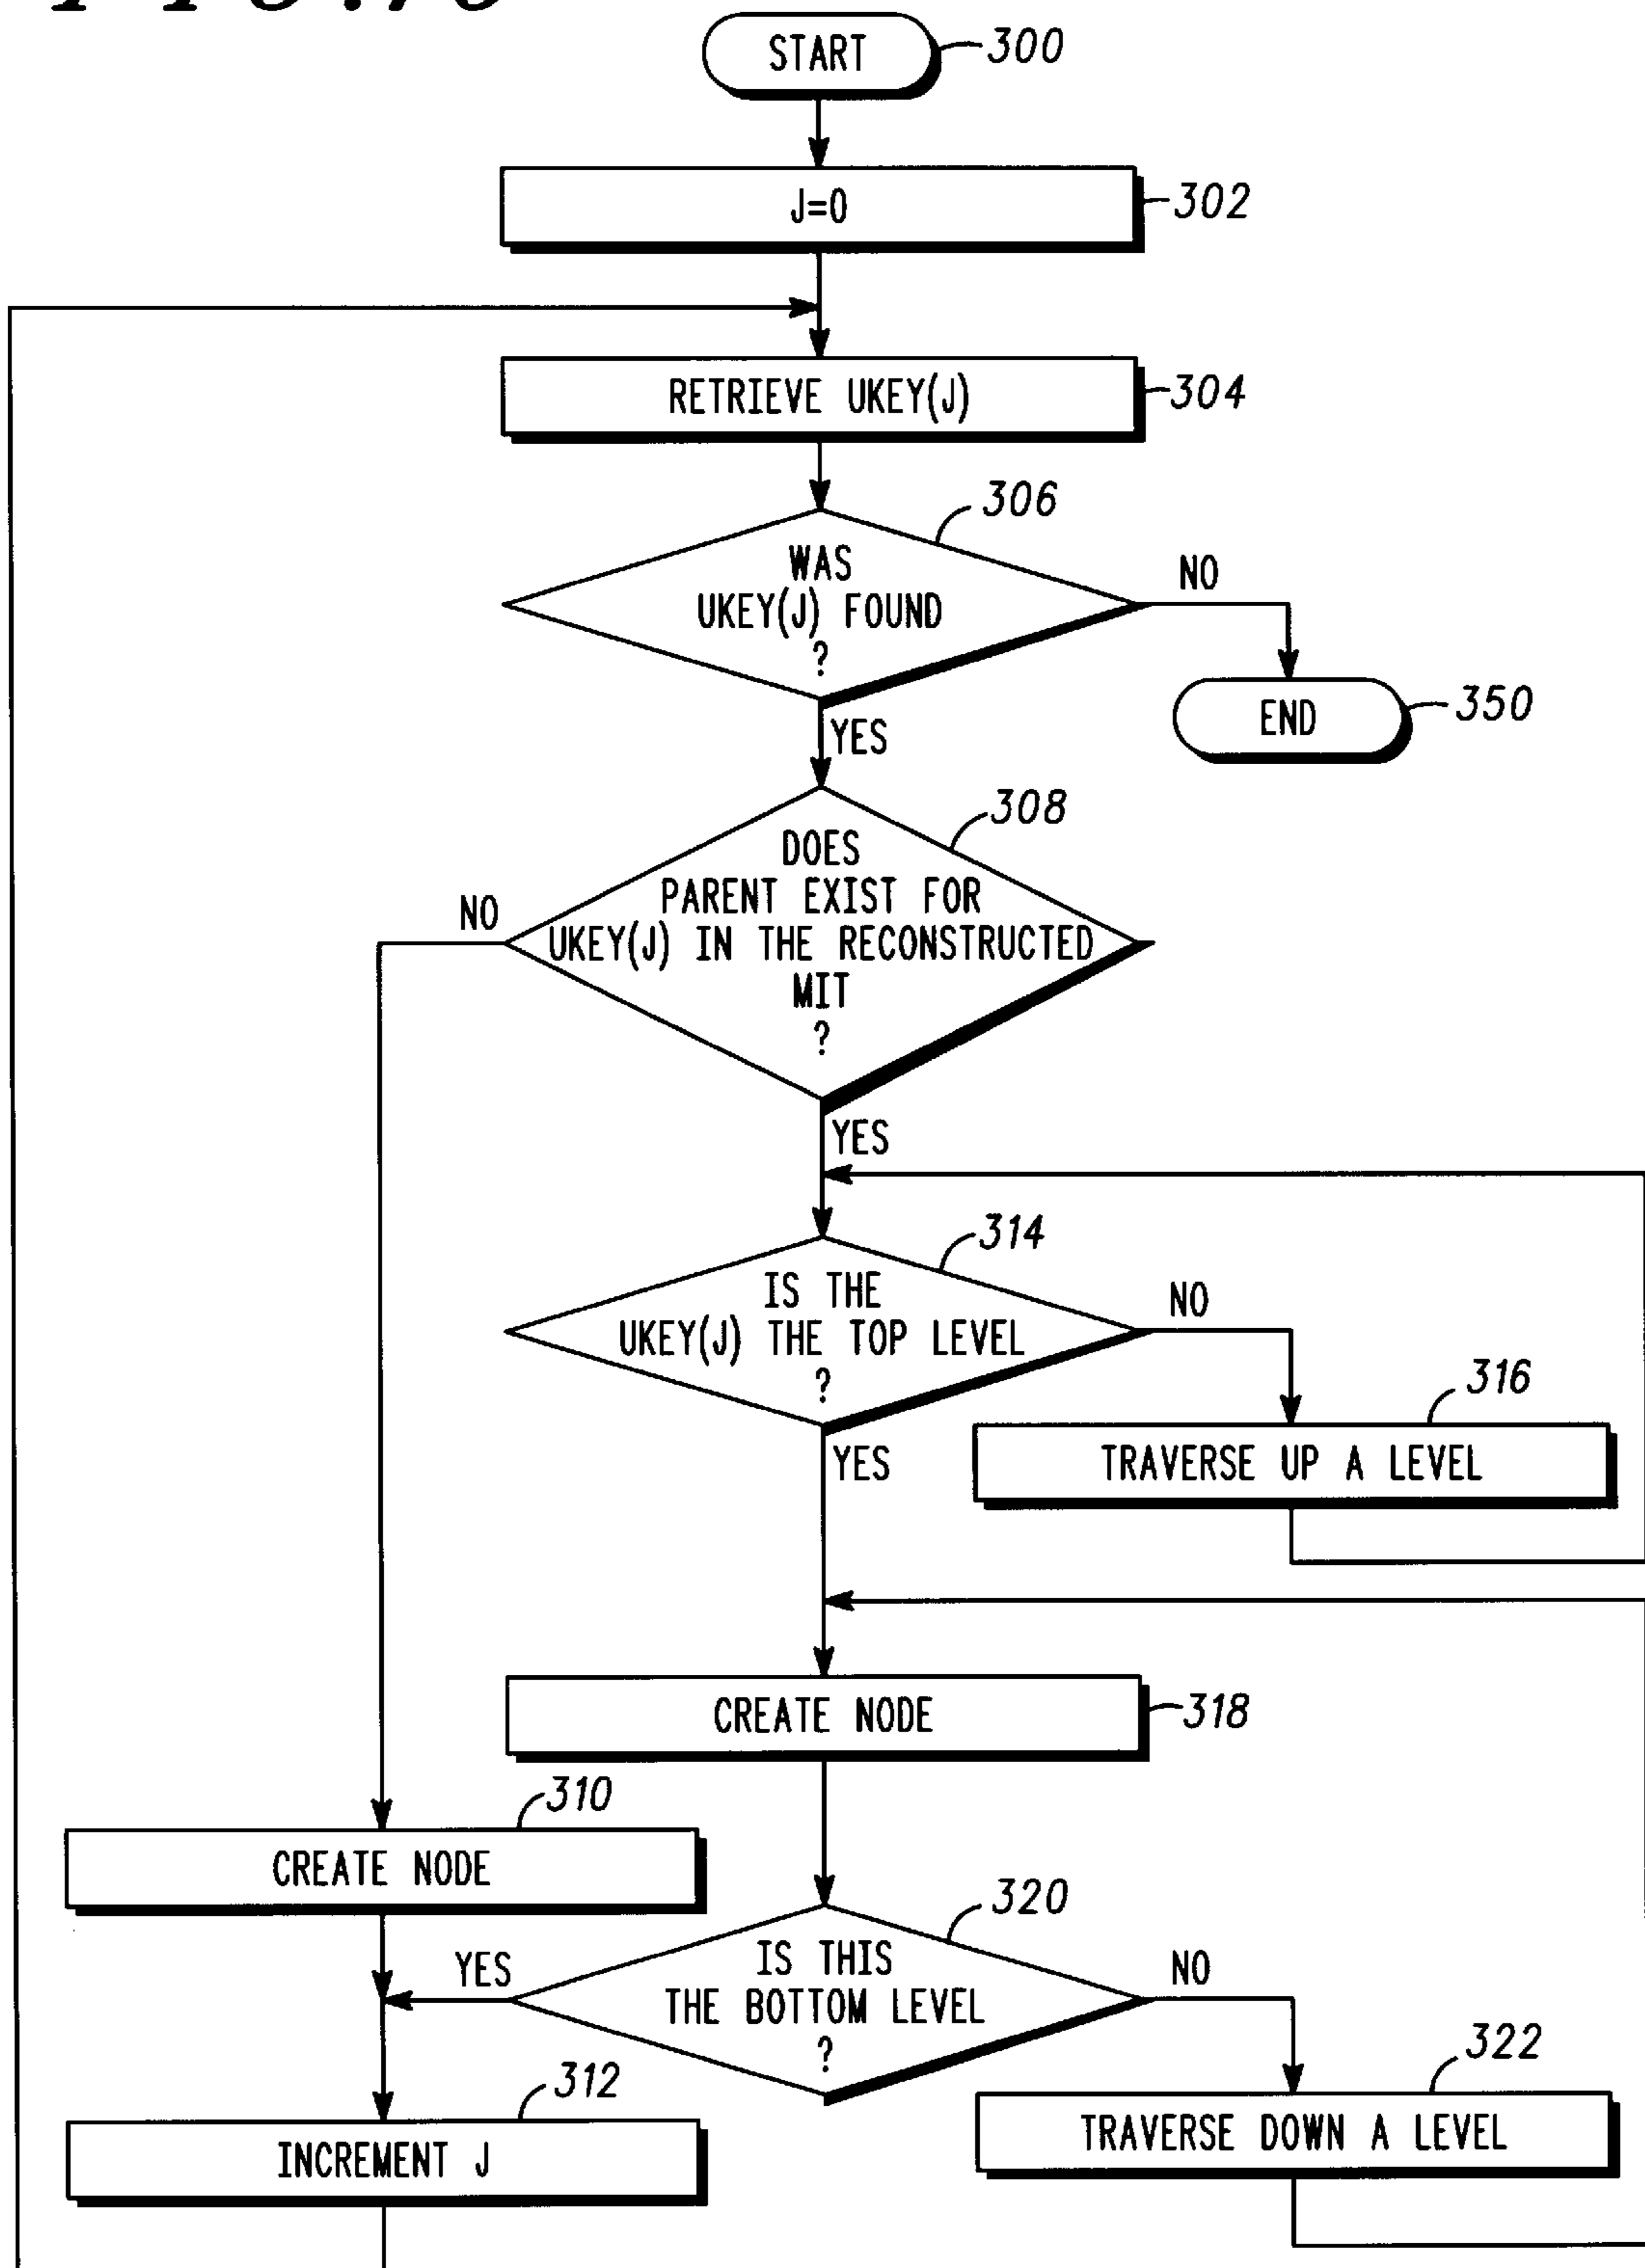 START
300
J=0
302
RETRIEVE UKEY(J)
304
306
WAS
UKEY(J) FOUND
?
NO
YES
END
350
308
DOES
PARENT EXIST FOR
UKEY(J) IN THE RECONSTRUCTED
MIT
?
NO
YES
314
IS THE
UKEY(J) THE TOP LEVEL
?
NO
YES
316
TRAVERSE UP A LEVEL
CREATE NODE
318
310
CREATE NODE
320
IS THIS
THE BOTTOM LEVEL
?
YES
NO
312
INCREMENT J
322
TRAVERSE DOWN A LEVEL